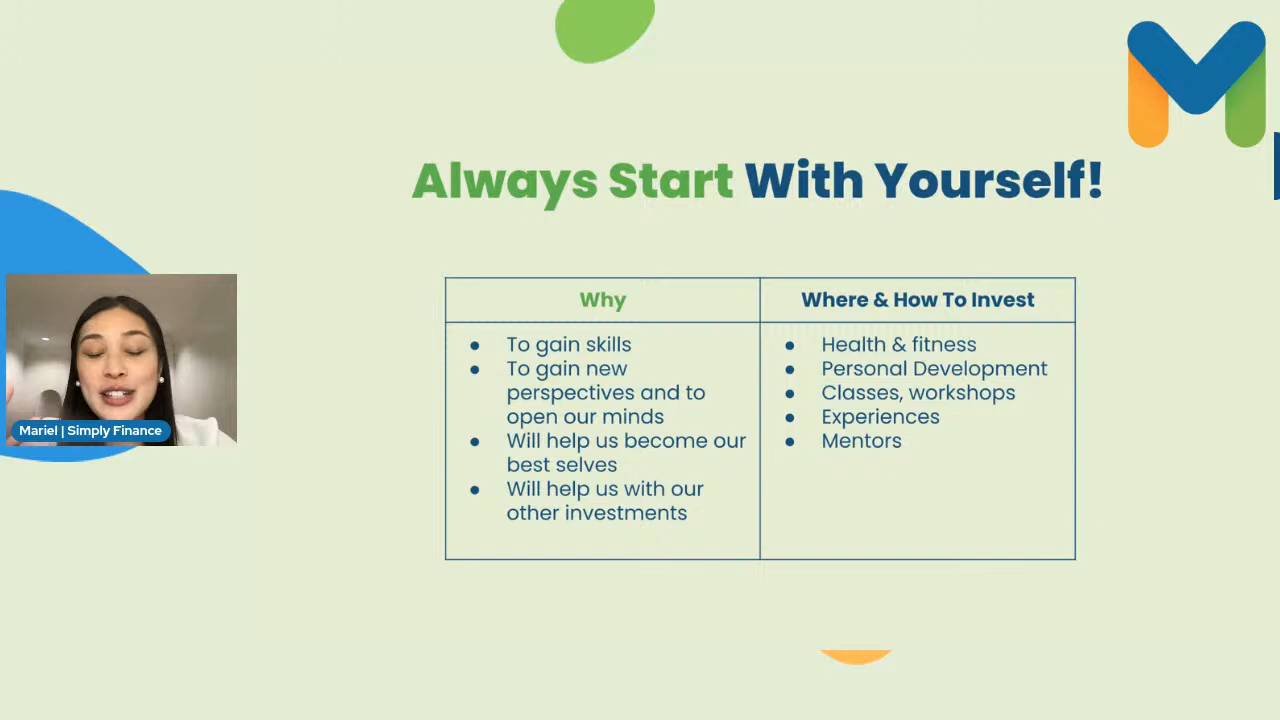 Always Start With Yourself!
Why
Where & How To Invest
● To gain skills
● To gain new
perspectives and to
open our minds
● Will help us become our
best selves
● Will help us with our
other investments
● Health & fitness
● Personal Development
● Classes, workshops
● Experiences
● Mentors
Mariel | Simply Finance